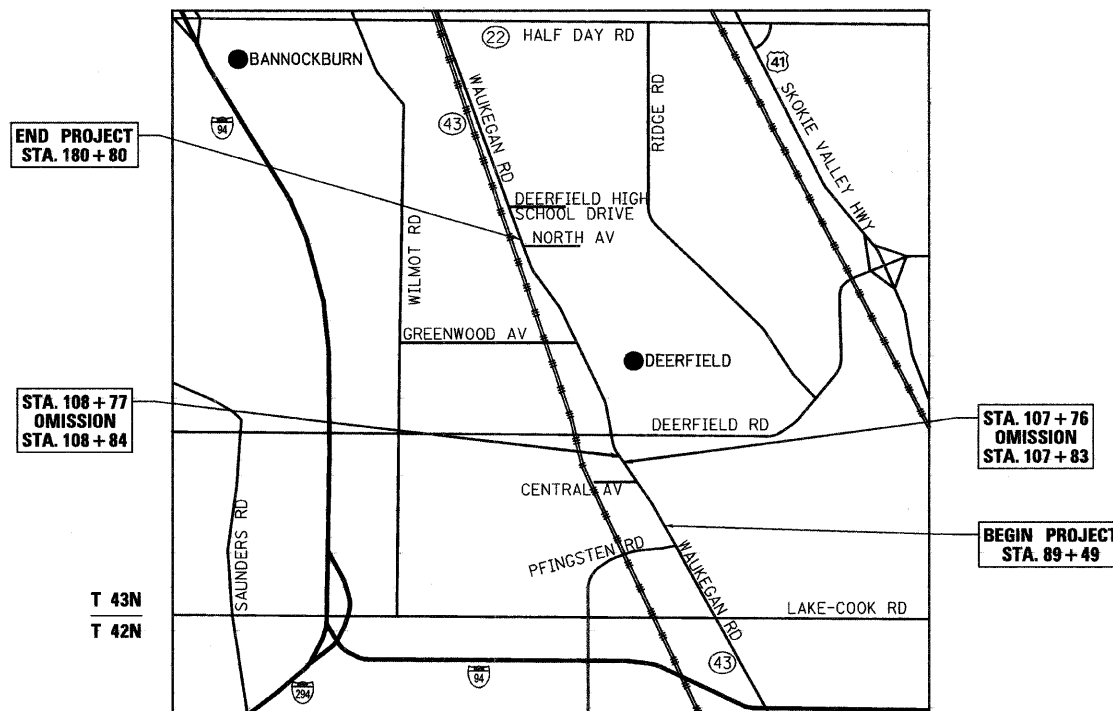 22 HALF DAY RD
BANNOCKBURN
41
SKOKIE VALLEY HWY
94
WAUKEGAN RD
43
RIDGE RD
END PROJECT
STA. 180 + 80
DEERFIELD HIGH
SCHOOL DRIVE
NORTH AV
WILMOT RD
GREENWOOD AV
DEERFIELD
STA. 108 + 77
OMISSION
STA. 108 + 84
DEERFIELD RD
STA. 107 + 76
OMISSION
STA. 107 + 83
CENTRAL AV
SAUNDERS RD
PFINGSTEN RD
WAUKEGAN RD
BEGIN PROJECT
STA. 89 + 49
T 43N
T 42N
LAKE-COOK RD
43
294
94